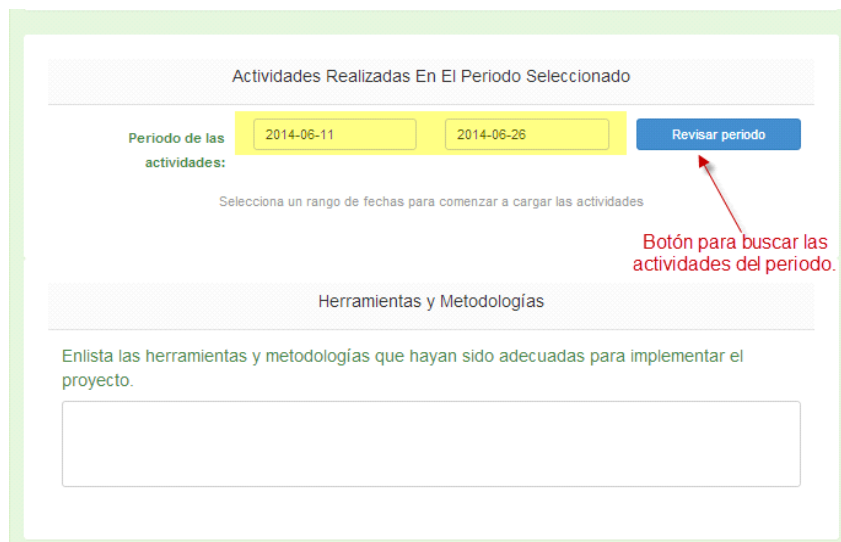 Actividades Realizadas En El Periodo Seleccionado
Periodo de las
actividades:
2014-06-11
2014-06-26
Revisar periodo
Selecciona un rango de fechas para comenzar a cargar las actividades
Botón para buscar las
actividades del periodo.
Herramientas y Metodologías
Enlista las herramientas y metodologías que hayan sido adecuadas para implementar el
proyecto.